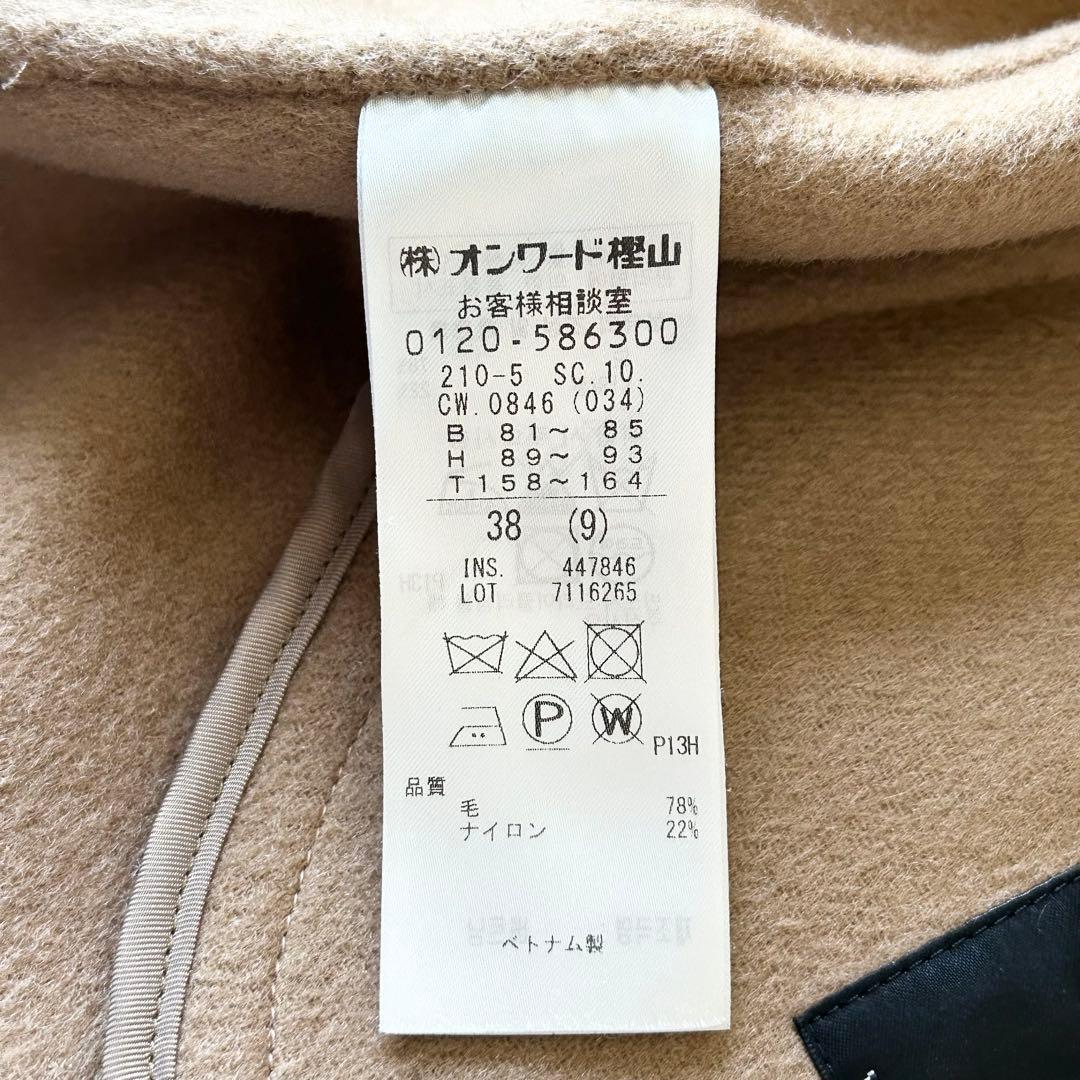 (株)オンワード樫山
お客様相談室
0120-586300
210-5 SC.10.
CW.0846 (034)
B 81～ 85
H 89～ 93
T158～164
38 (9)
INS. 447846
LOT 7116265
P W
P13H
品質
毛 78%
ナイロン 22%
ベトナム製